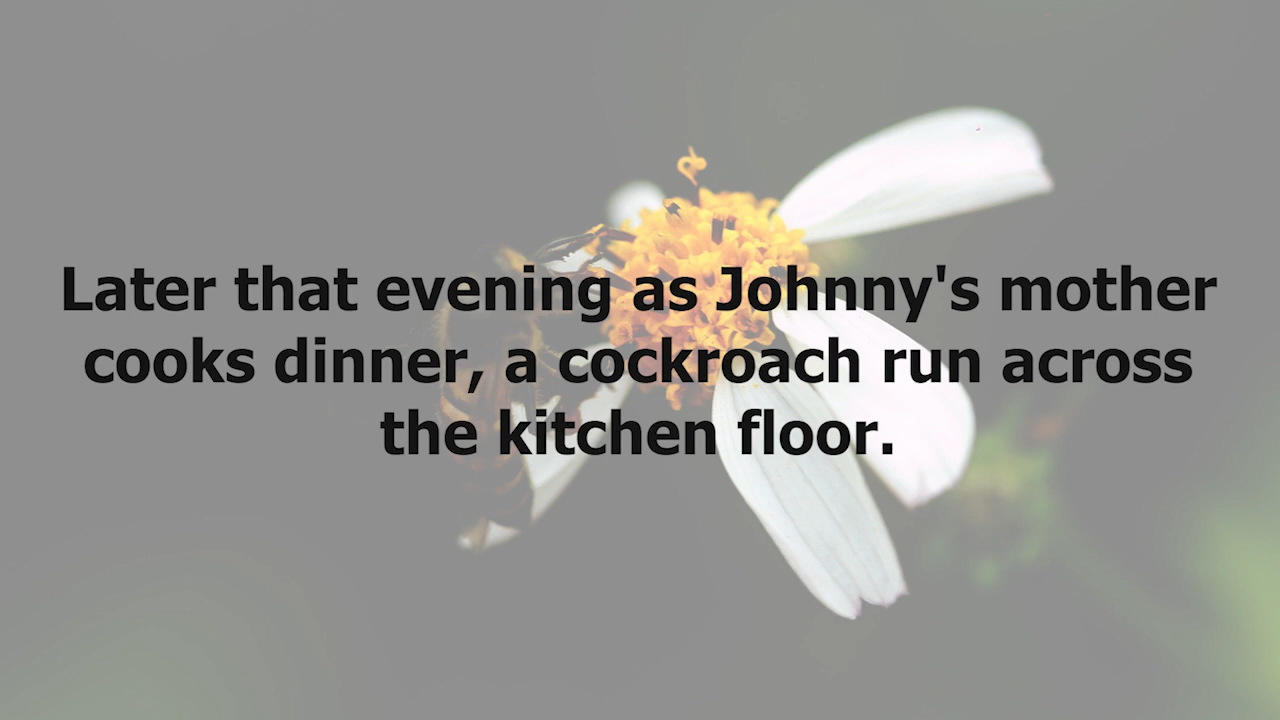 Later that evening as Johnny's mother
cooks dinner, a cockroach run across
the kitchen floor.